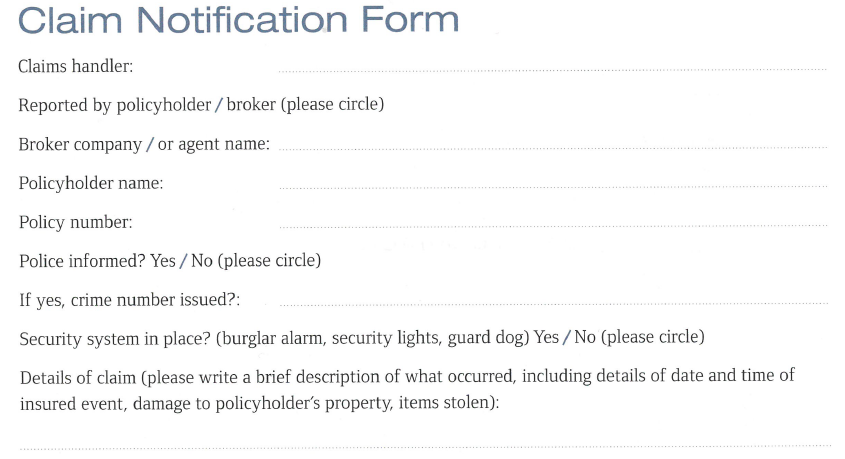 Claim Notification Form
Claims handler:
Reported by policyholder / broker (please circle)
Broker company / or agent name:
Policyholder name:
Policy number:
Police informed? Yes / No (please circle)
If yes, crime number issued?:
Security system in place? (burglar alarm, security lights, guard dog) Yes / No (please circle)
Details of claim (please write a brief description of what occurred, including details of date and time of
insured event, damage to policyholder's property, items stolen):